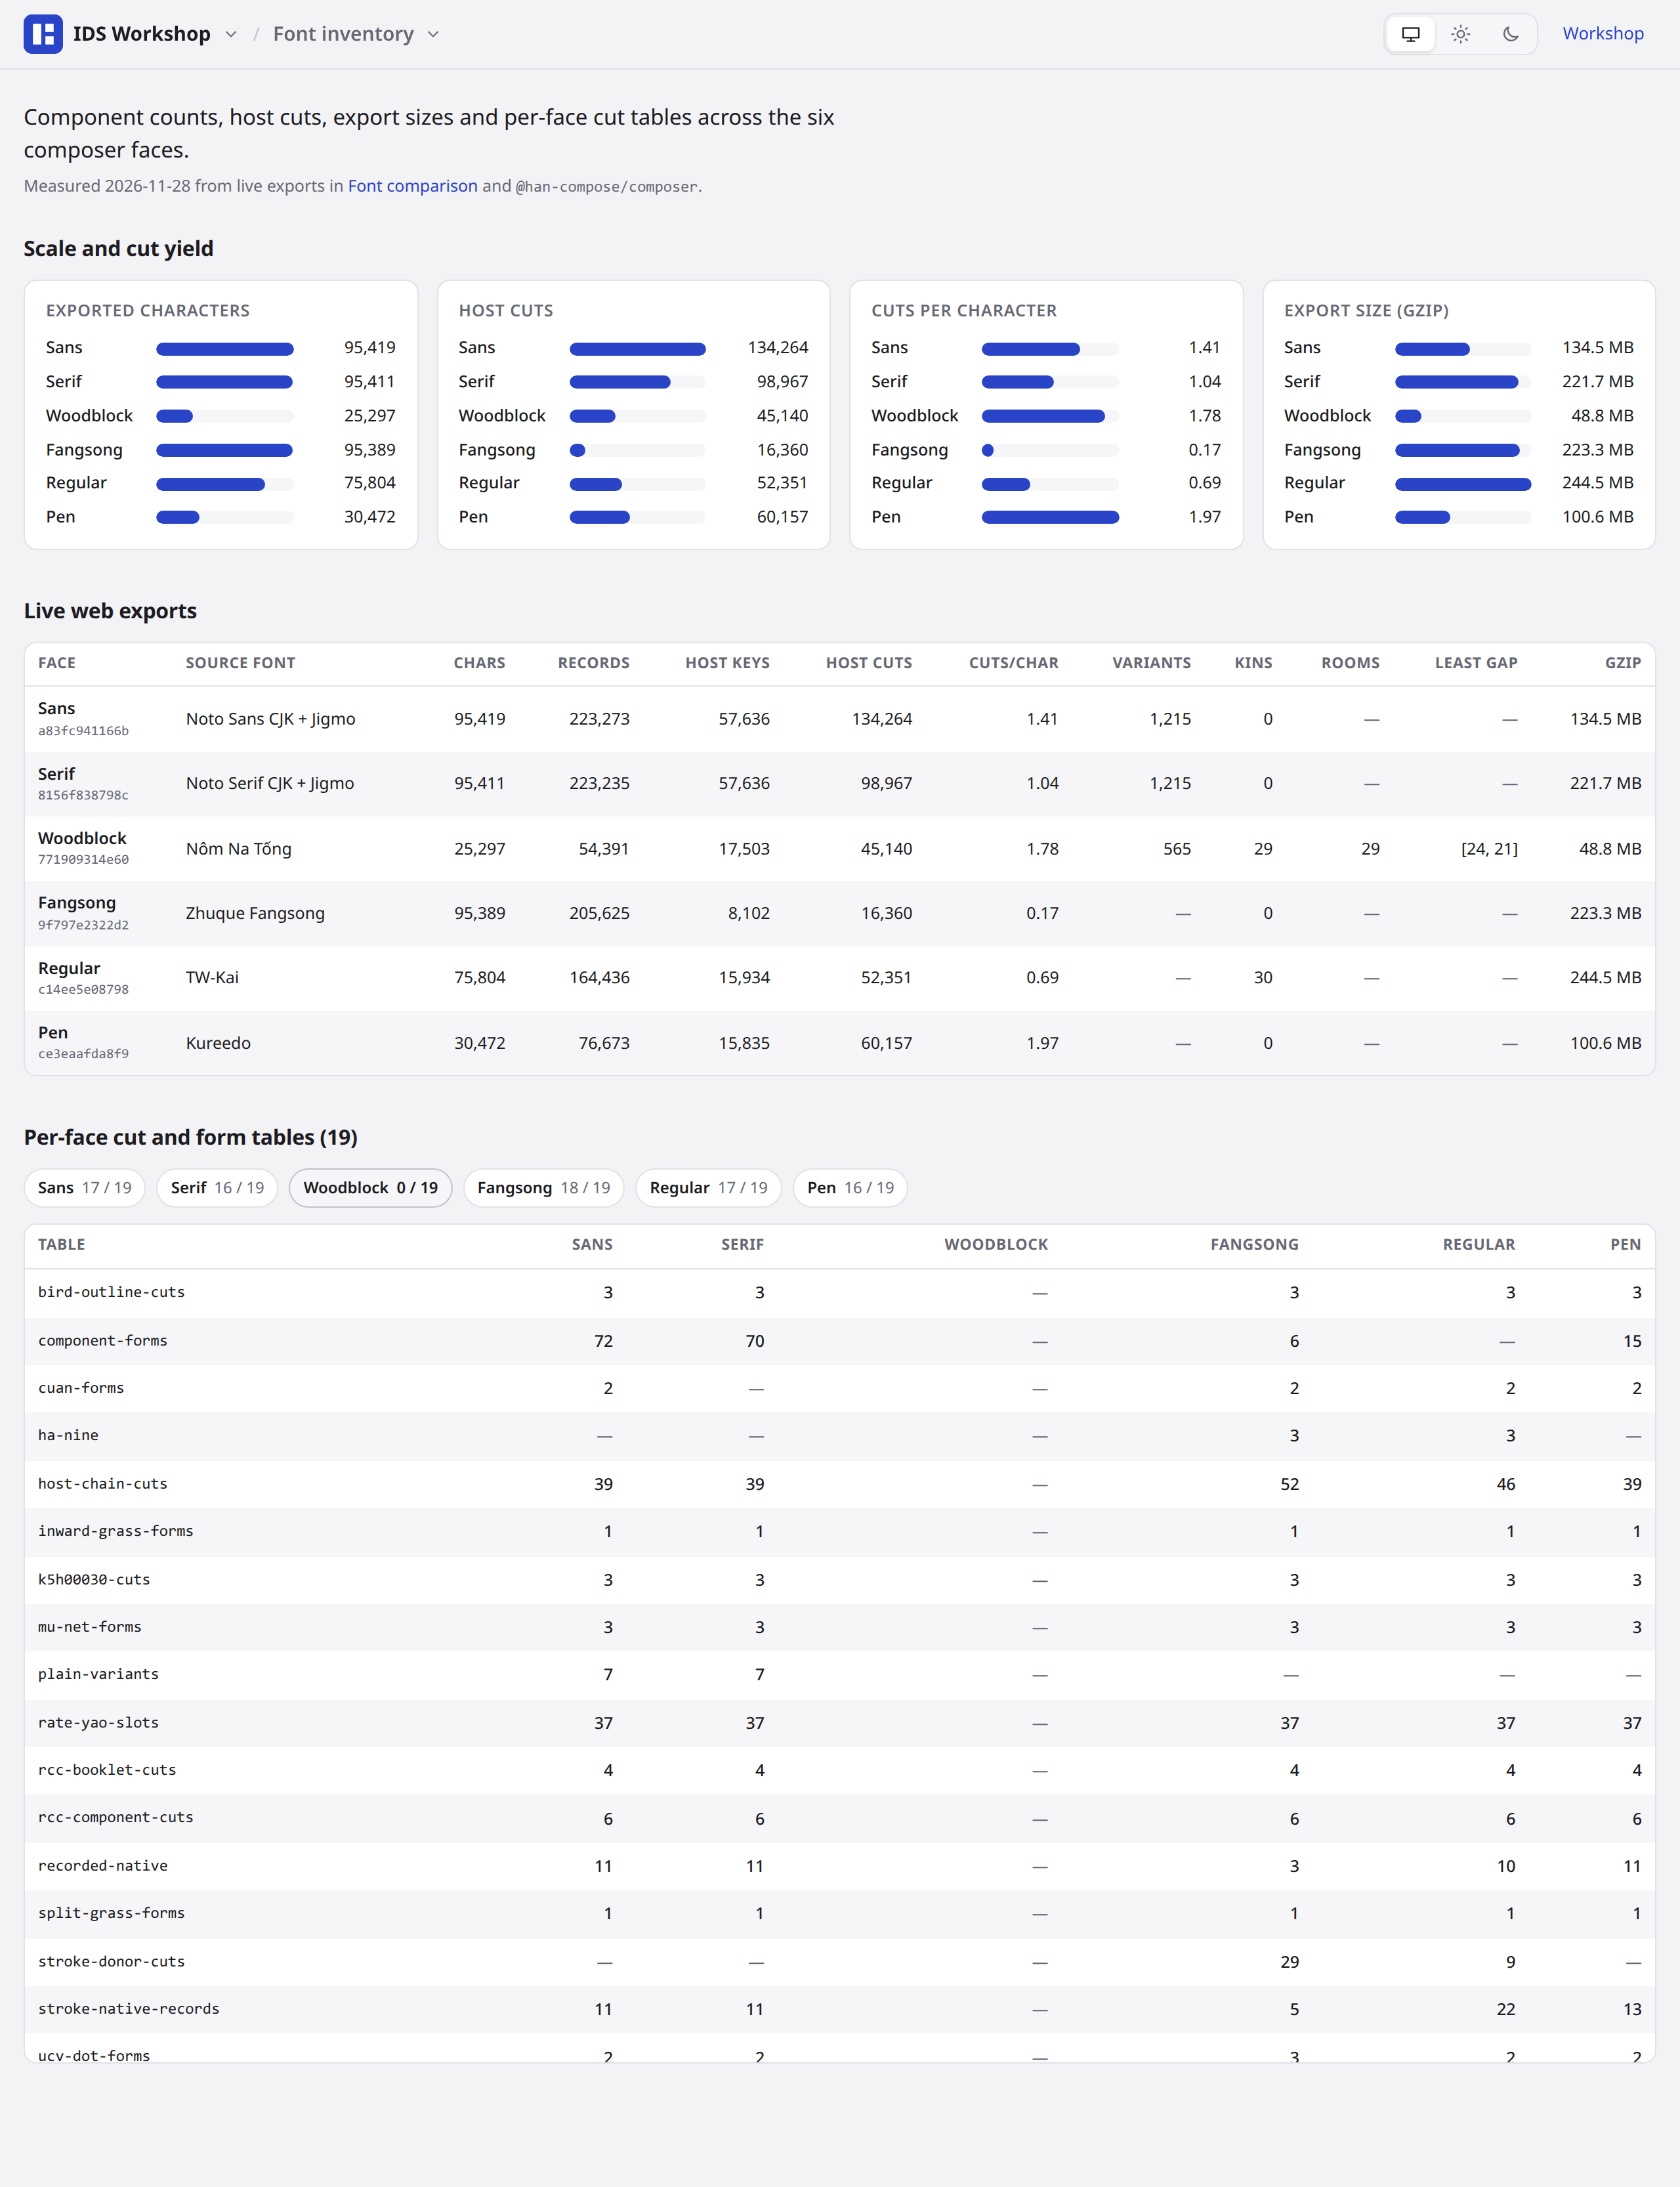 IDS Workshop / Font inventory Workshop
Component counts, host cuts, export sizes and per-face cut tables across the six
composer faces.
Measured 2026-11-28 from live exports in Font comparison and @han-compose/composer.
Scale and cut yield
EXPORTED CHARACTERS
Sans 95,419
Serif 95,411
Woodblock 25,297
Fangsong 95,389
Regular 75,804
Pen 30,472
HOST CUTS
Sans 134,264
Serif 98,967
Woodblock 45,140
Fangsong 16,360
Regular 52,351
Pen 60,157
CUTS PER CHARACTER
Sans 1.41
Serif 1.04
Woodblock 1.78
Fangsong 0.17
Regular 0.69
Pen 1.97
EXPORT SIZE (GZIP)
Sans 134.5 MB
Serif 221.7 MB
Woodblock 48.8 MB
Fangsong 223.3 MB
Regular 244.5 MB
Pen 100.6 MB
Live web exports
FACE SOURCE FONT CHARS RECORDS HOST KEYS HOST CUTS CUTS/CHAR VARIANTS KINS ROOMS LEAST GAP GZIP
Sans
a83fc941166b
Noto Sans CJK + Jigmo 95,419 223,273 57,636 134,264 1.41 1,215 0 — — 134.5 MB
Serif
8156f838798c
Noto Serif CJK + Jigmo 95,411 223,235 57,636 98,967 1.04 1,215 0 — — 221.7 MB
Woodblock
771909314e60
Nôm Na Tống 25,297 54,391 17,503 45,140 1.78 565 29 29 [24, 21] 48.8 MB
Fangsong
9f797e2322d2
Zhuque Fangsong 95,389 205,625 8,102 16,360 0.17 — 0 — — 223.3 MB
Regular
c14ee5e08798
TW-Kai 75,804 164,436 15,934 52,351 0.69 — 30 — — 244.5 MB
Pen
ce3eaafda8f9
Kureedo 30,472 76,673 15,835 60,157 1.97 — 0 — — 100.6 MB
Per-face cut and form tables (19)
Sans 17 / 19 Serif 16 / 19 Woodblock 0 / 19 Fangsong 18 / 19 Regular 17 / 19 Pen 16 / 19
TABLE SANS SERIF WOODBLOCK FANGSONG REGULAR PEN
bird-outline-cuts 3 3 — 3 3 3
component-forms 72 70 — 6 — 15
cuan-forms 2 — — 2 2 2
ha-nine — — — 3 3 —
host-chain-cuts 39 39 — 52 46 39
inward-grass-forms 1 1 — 1 1 1
k5h00030-cuts 3 3 — 3 3 3
mu-net-forms 3 3 — 3 3 3
plain-variants 7 7 — — — —
rate-yao-slots 37 37 — 37 37 37
rcc-booklet-cuts 4 4 — 4 4 4
rcc-component-cuts 6 6 — 6 6 6
recorded-native 11 11 — 3 10 11
split-grass-forms 1 1 — 1 1 1
stroke-donor-cuts — — — 29 9 —
stroke-native-records 11 11 — 5 22 13
ucv-dot-forms 2 2 — 3 2 2